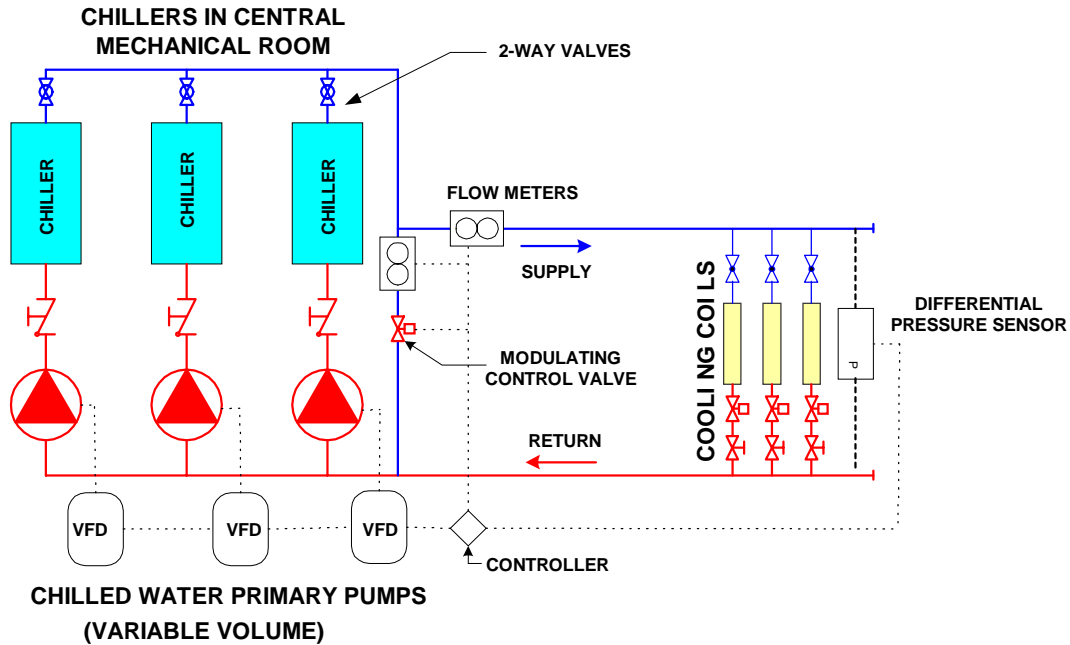 CHILLERS IN CENTRAL
MECHANICAL ROOM
2-WAY VALVES
CHILLER
CHILLER
CHILLER
FLOW METERS
SUPPLY
COOLI NG COI LS
DIFFERENTIAL
PRESSURE SENSOR
P
MODULATING
CONTROL VALVE
RETURN
VFD
VFD
VFD
CONTROLLER
CHILLED WATER PRIMARY PUMPS
(VARIABLE VOLUME)